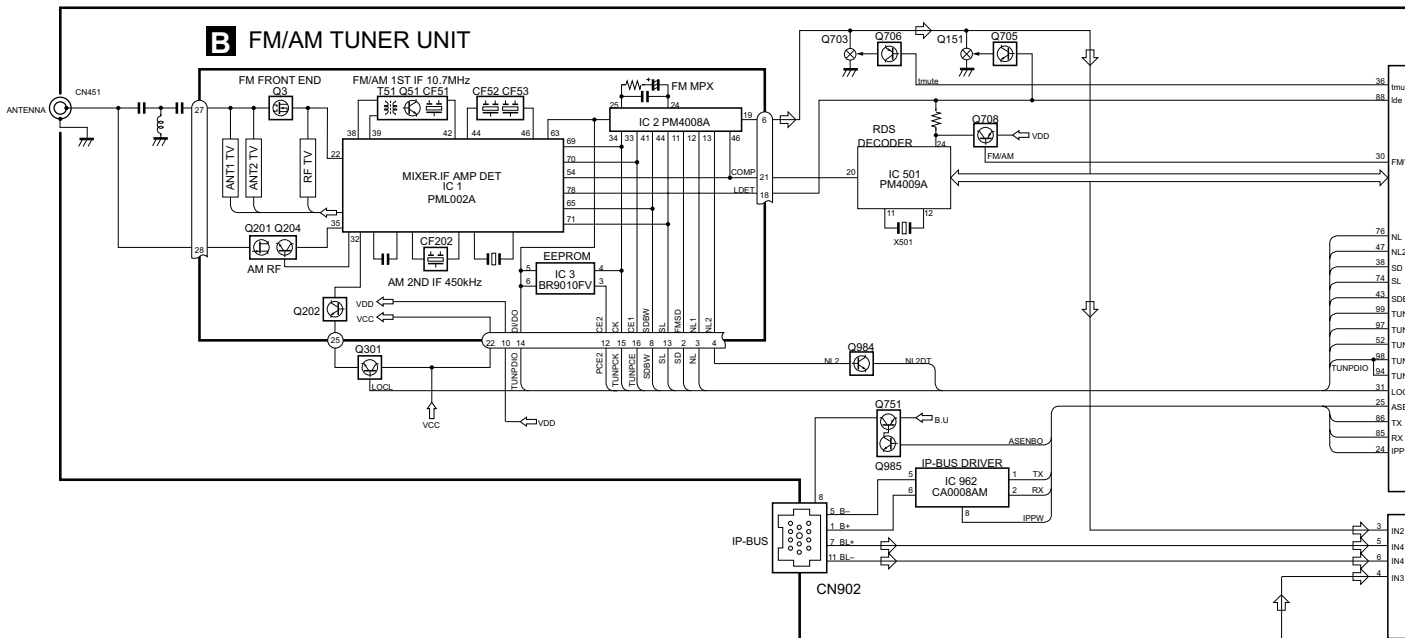 B FM/AM TUNER UNIT
Q703 Q706 Q151 Q705
CN451
ANTENNA
FM FRONT END
Q3
FM/AM 1ST IF 10.7MHz
T51 Q51 CF51
CF52 CF53
FM MPX
25 24
IC 2 PM4008A
19 6
34 33 41 44 11 12 13 46
tmute
36
88 lde
27
38 39 42 44 46 63
22
ANT1 TV
ANT2 TV
RF TV
MIXER.IF AMP DET
IC 1
PML002A
69
70
54
78
65
71
COMP 21
LDET 18
RDS
DECODER
24
Q708
VDD
FM/AM
30
20
IC 501
PM4009A
11 12
X501
35
32
Q201 Q204
28
AM RF
CF202
AM 2ND IF 450kHz
EEPROM
5 4
6 3
IC 3
BR9010FV
Q202
VDD
VCC
DI/DO
CE2
CK
CE1
SDBW
SL
FMSD
NL1
NL2
25
22 10 14 12 15 16 8 13 2 3 4
Q301
LOCL
TUNPDIO
PCE2
TUNPCK
TUNPCE
SDBW
SL
SD
NL
VCC
VDD
NL2
Q984
NL2DT
76 NL
47 NL2
38 SD
74 SL
43
99 TUN
97 TUN
52 TUN
98 TUN
TUNPDIO
94 TUN
31
25
86 TX
85 RX
24 IPP
Q751
B.U
ASENBO
Q985
IP-BUS DRIVER
5 1 TX
6 2 RX
IC 962
CA0008AM
8
IPPW
8
5 B–
1 B+
7 BL+
11 BL–
IP-BUS
CN902
3 IN2
5 IN4
6 IN4
4 IN3